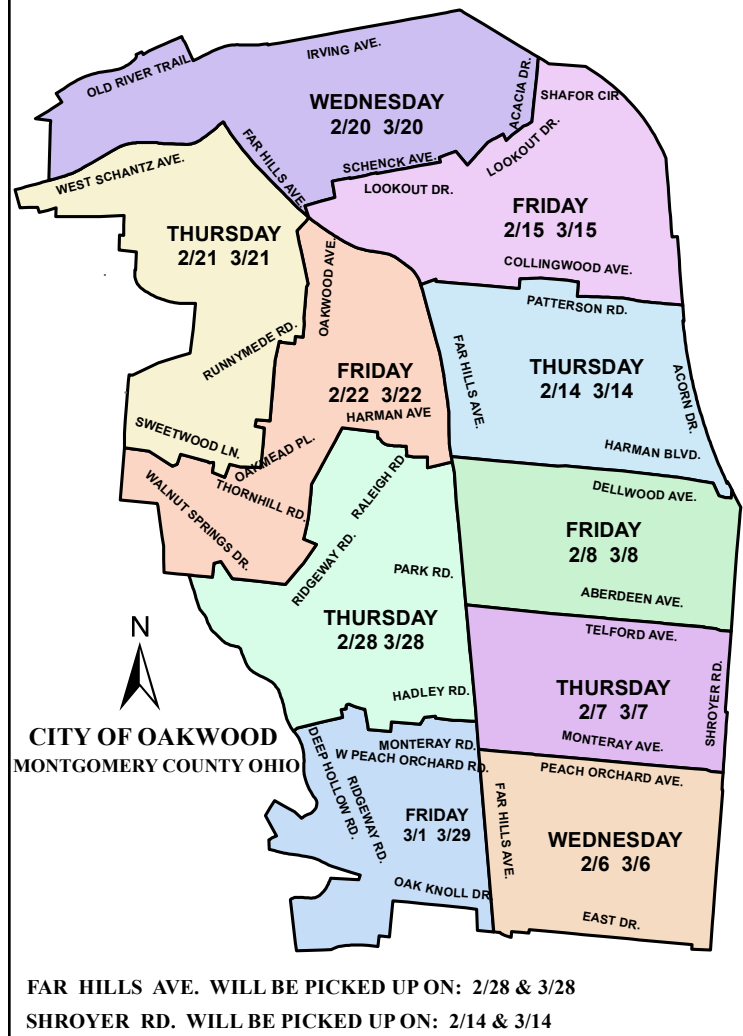 IRVING AVE.
OLD RIVER TRAIL
ACACIA DR.
SHAFOR CIR
WEDNESDAY
2/20 3/20
FAR HILLS AVE.
SCHENCK AVE.
LOOKOUT DR.
LOOKOUT DR.
WEST SCHANTZ AVE.
FRIDAY
2/15 3/15
THURSDAY
2/21 3/21
COLLINGWOOD AVE.
OAKWOOD AVE.
PATTERSON RD.
RUNNYMEDE RD.
FAR HILLS AVE.
THURSDAY
2/14 3/14
ACORN DR.
FRIDAY
2/22 3/22
HARMAN AVE
SWEETWOOD LN.
OAKMEAD PL.
HARMAN BLVD.
WALNUT SPRINGS DR.
THORNHILL RD.
RALEIGH RD.
DELLWOOD AVE.
FRIDAY
2/8 3/8
RIDGEWAY RD.
PARK RD.
ABERDEEN AVE.
THURSDAY
2/28 3/28
TELFORD AVE.
N
SHROYER RD.
THURSDAY
2/7 3/7
HADLEY RD.
CITY OF OAKWOOD
MONTGOMERY COUNTY OHIO
MONTERAY RD.
MONTERAY AVE.
W PEACH ORCHARD RD.
PEACH ORCHARD AVE.
DEEP HOLLOW RD.
RIDGEWAY RD.
FAR HILLS AVE.
FRIDAY
3/1 3/29
WEDNESDAY
2/6 3/6
OAK KNOLL DR
EAST DR.
FAR HILLS AVE. WILL BE PICKED UP ON: 2/28 & 3/28
SHROYER RD. WILL BE PICKED UP ON: 2/14 & 3/14